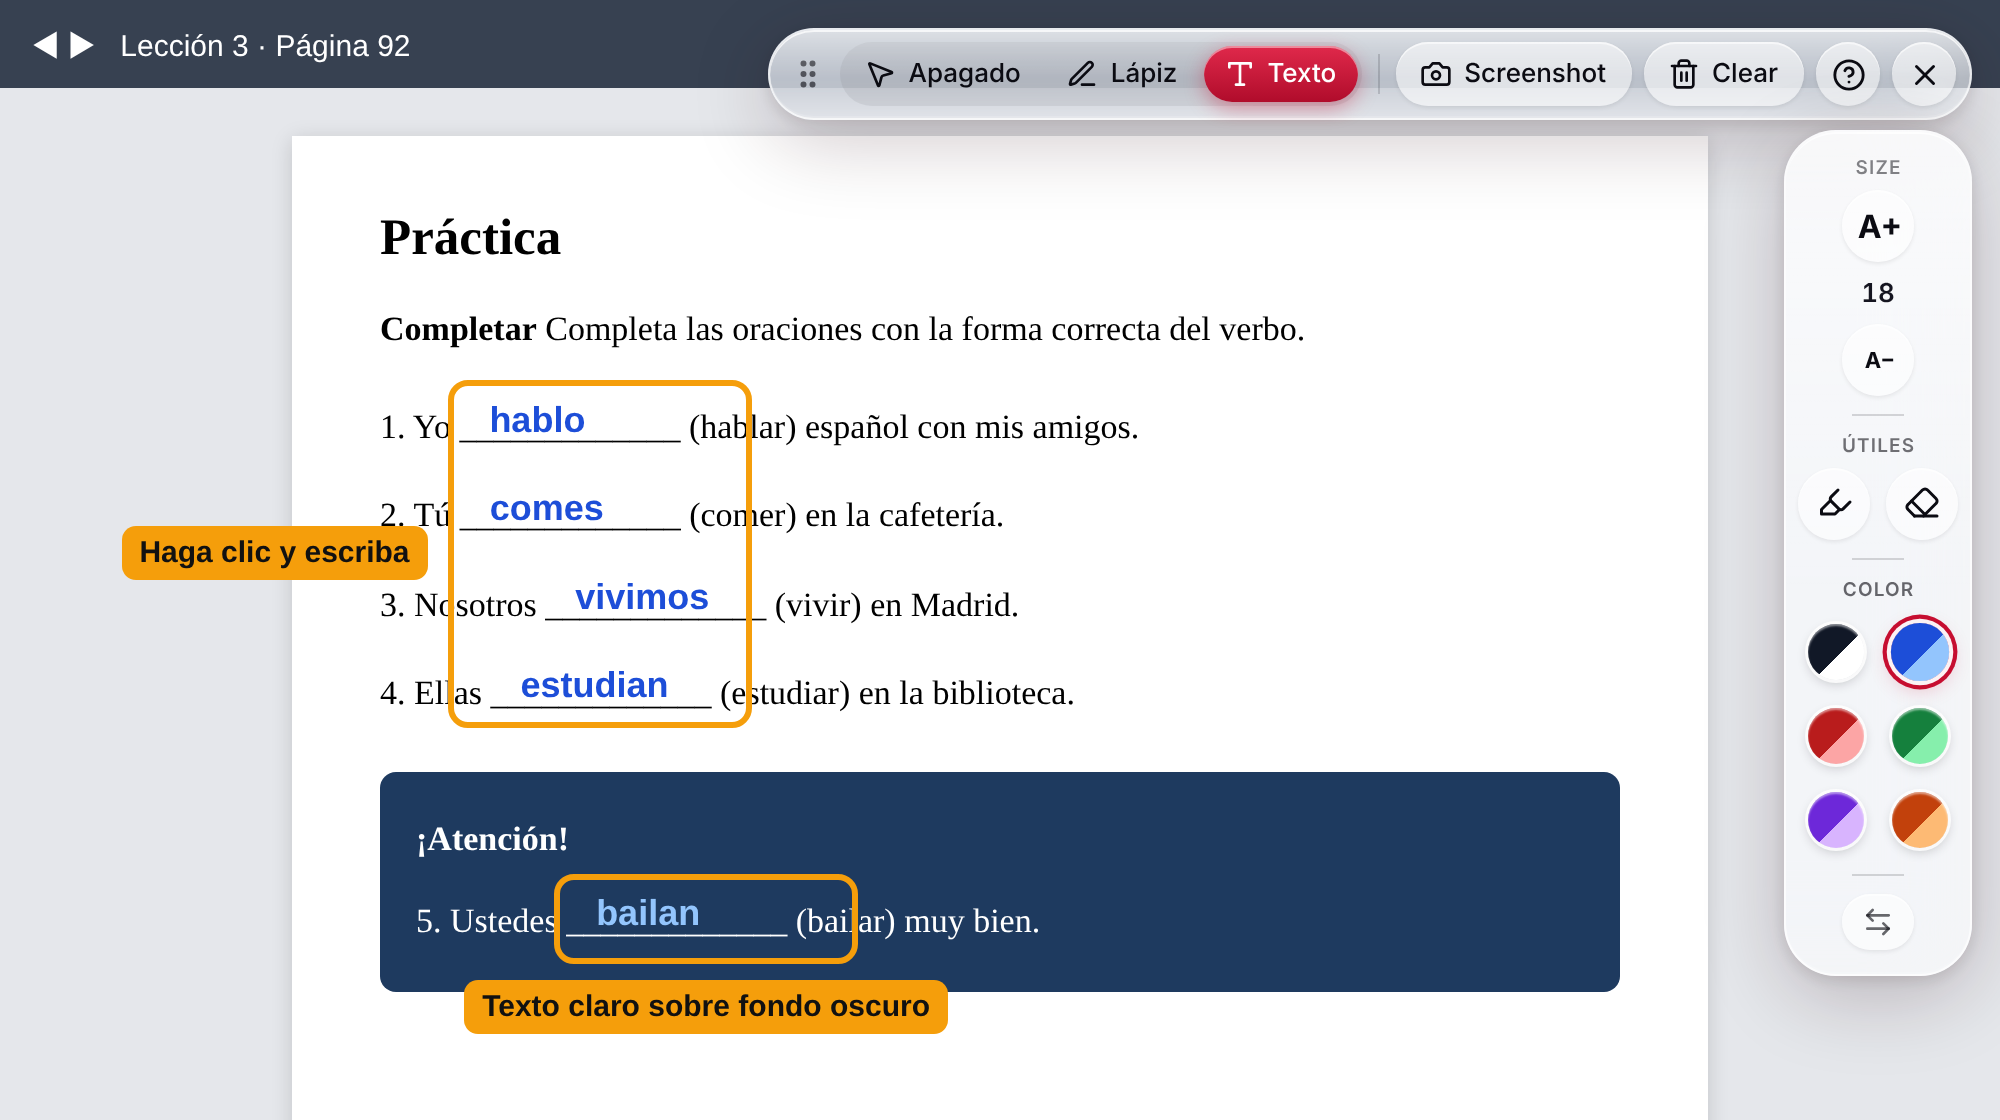 Lección 3 · Página 92
Apagado Lápiz Texto Screenshot Clear
SIZE
A+
18
A−
ÚTILES
COLOR
Práctica
Completar Completa las oraciones con la forma correcta del verbo.
1. Yo hablo (hablar) español con mis amigos.
2. Tú comes (comer) en la cafetería.
Haga clic y escriba
3. Nosotros vivimos (vivir) en Madrid.
4. Ellas estudian (estudiar) en la biblioteca.
¡Atención!
5. Ustedes bailan (bailar) muy bien.
Texto claro sobre fondo oscuro